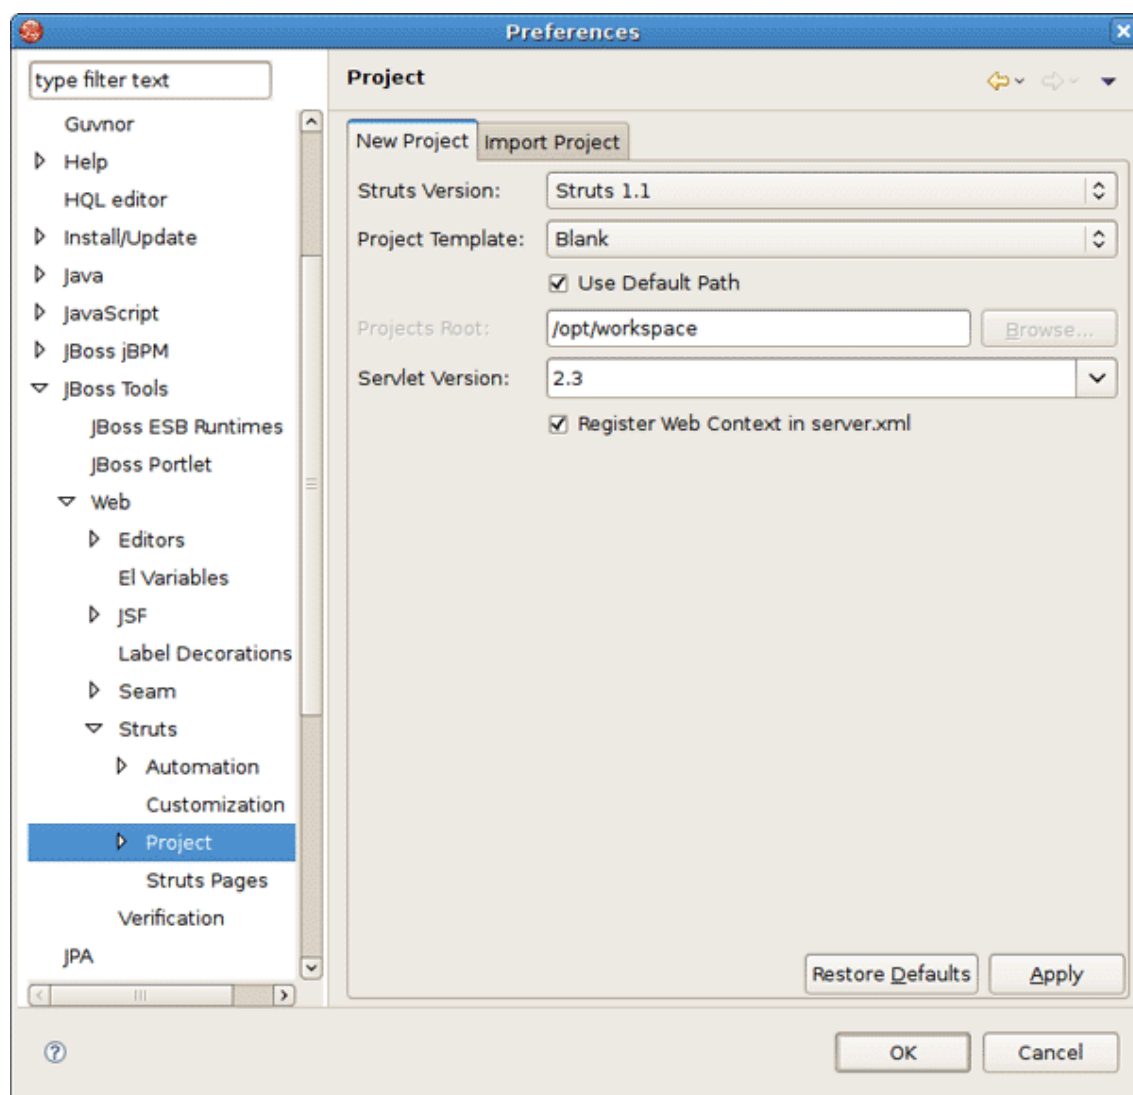 Preferences
type filter text
Guvnor
Help
HQL editor
Install/Update
Java
JavaScript
JBoss jBPM
JBoss Tools
JBoss ESB Runtimes
JBoss Portlet
Web
Editors
El Variables
JSF
Label Decorations
Seam
Struts
Automation
Customization
Project
Struts Pages
Verification
JPA
Project
New Project Import Project
Struts Version: Struts 1.1
Project Template: Blank
Use Default Path
Projects Root: /opt/workspace Browse...
Servlet Version: 2.3
Register Web Context in server.xml
Restore Defaults Apply
OK Cancel